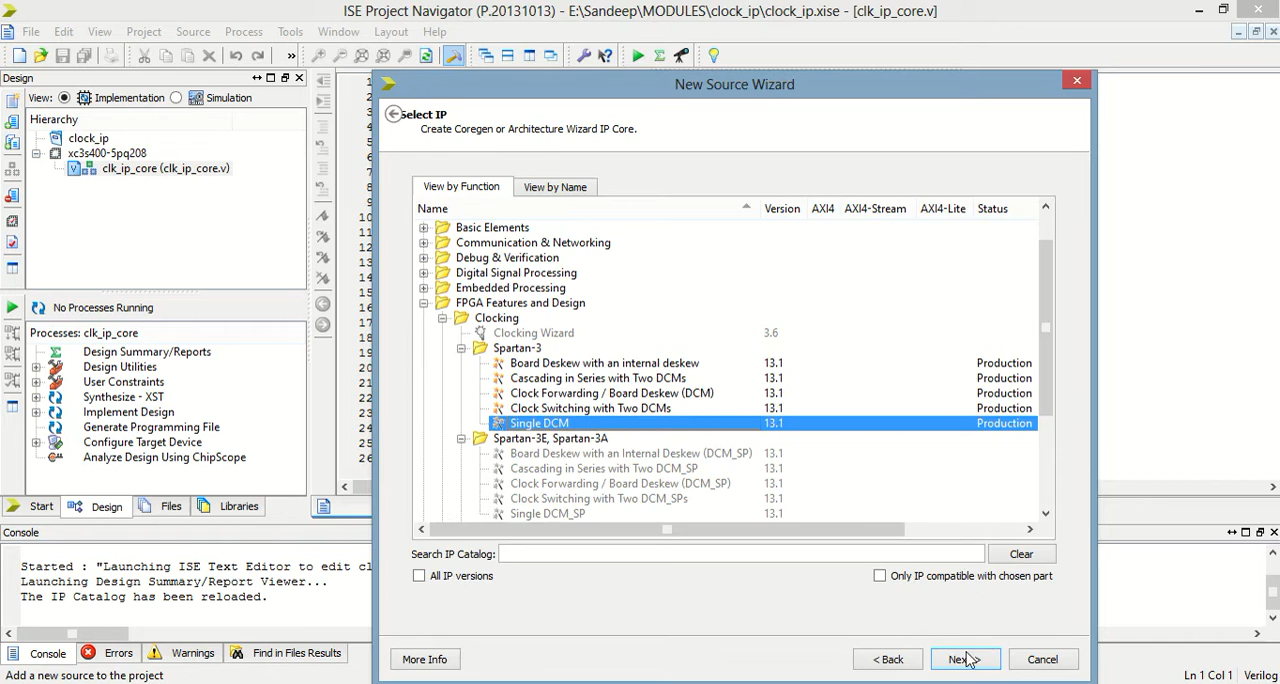 ISE Project Navigator (P.20131013) - E:\Sandeep\MODULES\clock_ip\clock_ip.xise - [clk_ip_core.v]
File Edit View Project Source Process Tools Window Layout Help
Design
View: Implementation Simulation
Hierarchy
clock_ip
xc3s400-5pq208
clk_ip_core (clk_ip_core.v)
No Processes Running
Processes: clk_ip_core
Design Summary/Reports
Design Utilities
User Constraints
Synthesize - XST
Implement Design
Generate Programming File
Configure Target Device
Analyze Design Using ChipScope
Start Design Files Libraries
New Source Wizard
Select IP
Create Coregen or Architecture Wizard IP Core.
View by Function View by Name
Name Version AXI4 AXI4-Stream AXI4-Lite Status
Basic Elements
Communication & Networking
Debug & Verification
Digital Signal Processing
Embedded Processing
FPGA Features and Design
Clocking
Clocking Wizard 3.6
Spartan-3
Board Deskew with an internal deskew 13.1 Production
Cascading in Series with Two DCMs 13.1 Production
Clock Forwarding / Board Deskew (DCM) 13.1 Production
Clock Switching with Two DCMs 13.1 Production
Single DCM 13.1 Production
Spartan-3E, Spartan-3A
Board Deskew with an Internal Deskew (DCM_SP) 13.1
Cascading in Series with Two DCM_SP 13.1
Clock Forwarding / Board Deskew (DCM_SP) 13.1
Clock Switching with Two DCM_SPs 13.1
Single DCM_SP 13.1
Search IP Catalog: Clear
All IP versions Only IP compatible with chosen part
More Info < Back Next > Cancel
Console
Started : "Launching ISE Text Editor to edit cl
Launching Design Summary/Report Viewer...
The IP Catalog has been reloaded.
Console Errors Warnings Find in Files Results
Add a new source to the project Ln 1 Col 1 Verilog